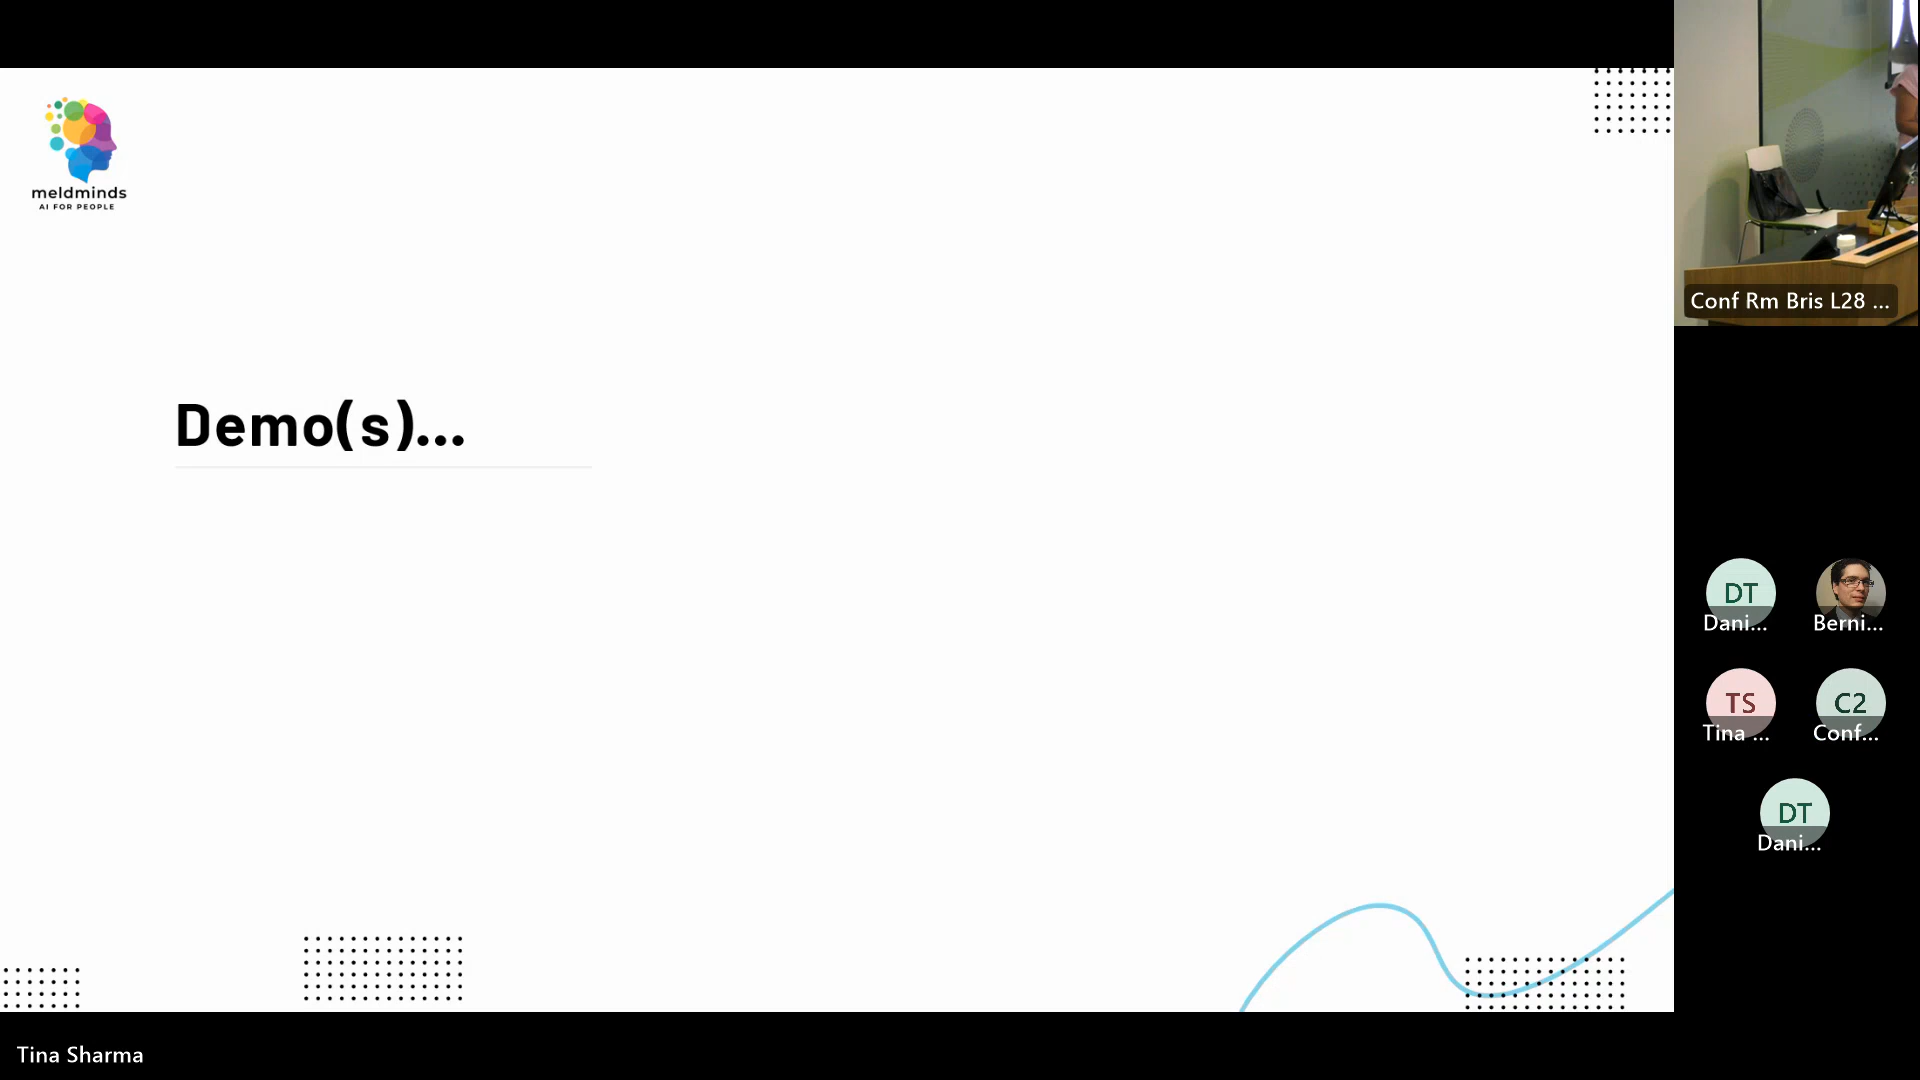 meldminds
AI FOR PEOPLE
Demo(s)...
Conf Rm Bris L28 ...
DT
Dani...
Berni...
TS
Tina ...
C2
Conf...
DT
Dani...
Tina Sharma